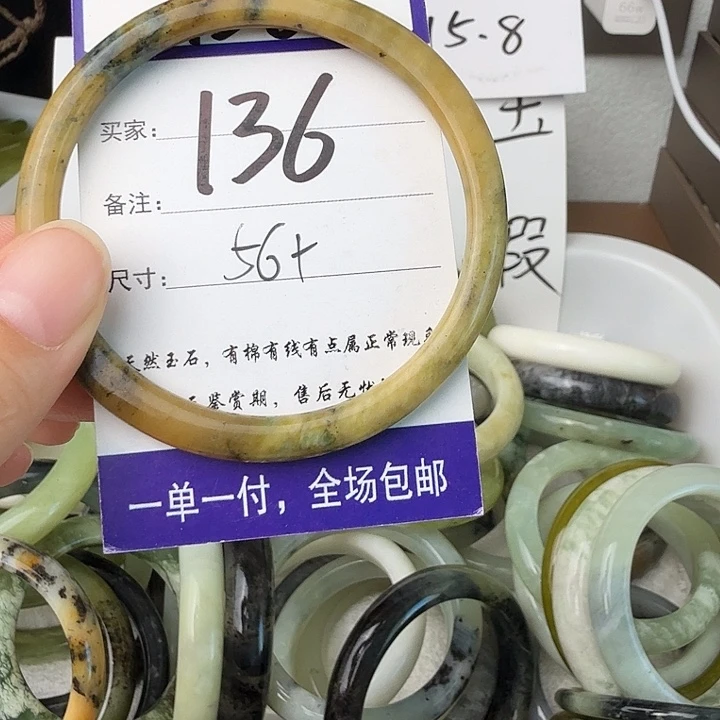 15.8
136
买家：
备注：
56+
尺寸：
天然玉石，有棉有线有点属正常现
鉴赏期，售后无忧
一单一付，全场包邮